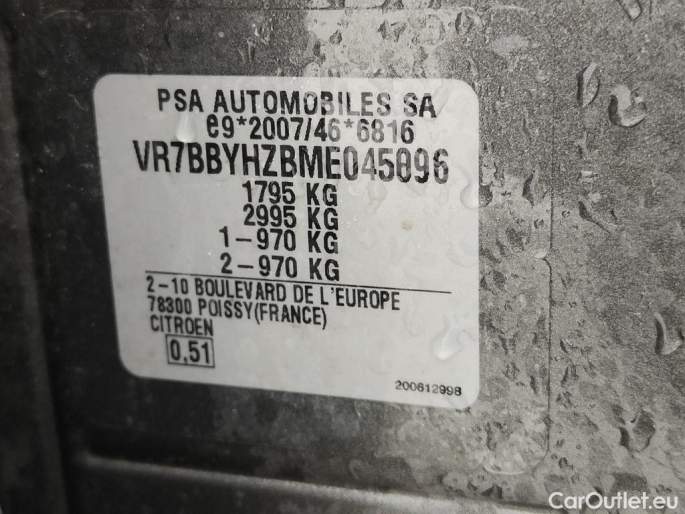 PSA AUTOMOBILES SA
e9*2007/46*6816
VR7BBYHZBME045896
1795 KG
2995 KG
1-970 KG
2-970 KG
2-10 BOULEVARD DE L'EUROPE
78300 POISSY(FRANCE)
CITROEN
0,51
200612998
CarOutlet.eu